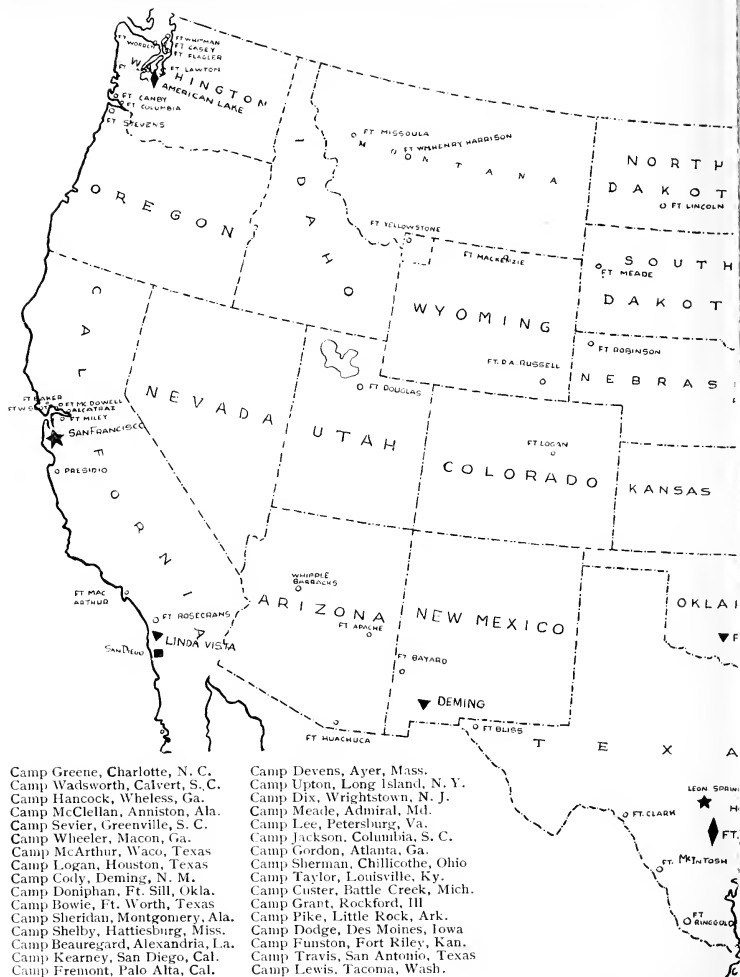 FT WORDEN
FT WHITMAN
FT CASEY
FT FLAGLER
FT LAWTON
WASHINGTON
AMERICAN LAKE
FT CANBY
FT COLUMBIA
FT STEVENS
OREGON
IDAHO
FT MISSOULA
FT WM HENRY HARRISON
MONTANA
NORTH
DAKOT
FT LINCOLN
FT YELLOWSTONE
FT MACKENZIE
SOUTH
FT MEADE
DAKOT
WYOMING
FT. D.A. RUSSELL
FT ROBINSON
NEBRAS
CALIFORNIA
NEVADA
UTAH
FT DOUGLAS
FT LOGAN
COLORADO
KANSAS
FT BAKER
FT MC DOWELL
ALCATRAZ
FT MILEY
SAN FRANCISCO
PRESIDIO
FT MAC
ARTHUR
FT ROSECRANS
LINDA VISTA
SAN DIEGO
WHIPPLE
BARRACKS
ARIZONA
FT APACHE
NEW MEXICO
FT BAYARD
DEMING
FT HUACHUCA
FT BLISS
OKLAH
F
TEXA
LEON SPRIN
H
FT. CLARK
FT.
FT. MCINTOSH
FT
RINGGOLD
Camp Greene, Charlotte, N. C.
Camp Wadsworth, Calvert, S. C.
Camp Hancock, Wheless, Ga.
Camp McClellan, Anniston, Ala.
Camp Sevier, Greenville, S. C.
Camp Wheeler, Macon, Ga.
Camp McArthur, Waco, Texas
Camp Logan, Houston, Texas
Camp Cody, Deming, N. M.
Camp Doniphan, Ft. Sill, Okla.
Camp Bowie, Ft. Worth, Texas
Camp Sheridan, Montgomery, Ala.
Camp Shelby, Hattiesburg, Miss.
Camp Beauregard, Alexandria, La.
Camp Kearney, San Diego, Cal.
Camp Fremont, Palo Alta, Cal.
Camp Devens, Ayer, Mass.
Camp Upton, Long Island, N. Y.
Camp Dix, Wrightstown, N. J.
Camp Meade, Admiral, Md.
Camp Lee, Petersburg, Va.
Camp Jackson, Columbia, S. C.
Camp Gordon, Atlanta, Ga.
Camp Sherman, Chillicothe, Ohio
Camp Taylor, Louisville, Ky.
Camp Custer, Battle Creek, Mich.
Camp Grant, Rockford, Ill
Camp Pike, Little Rock, Ark.
Camp Dodge, Des Moines, Iowa
Camp Funston, Fort Riley, Kan.
Camp Travis, San Antonio, Texas
Camp Lewis, Tacoma, Wash.